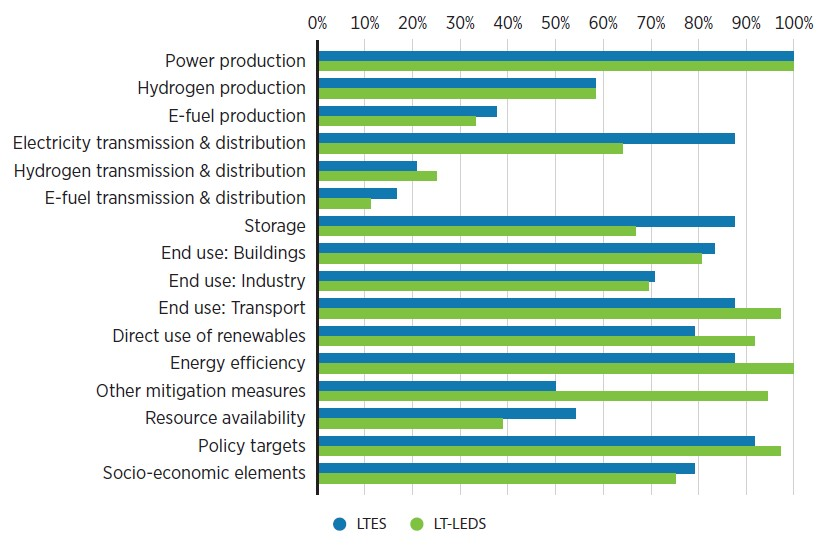 0% 10% 20% 30% 40% 50% 60% 70% 80% 90% 100%
Power production
Hydrogen production
E-fuel production
Electricity transmission & distribution
Hydrogen transmission & distribution
E-fuel transmission & distribution
Storage
End use: Buildings
End use: Industry
End use: Transport
Direct use of renewables
Energy efficiency
Other mitigation measures
Resource availability
Policy targets
Socio-economic elements
LTES LT-LEDS